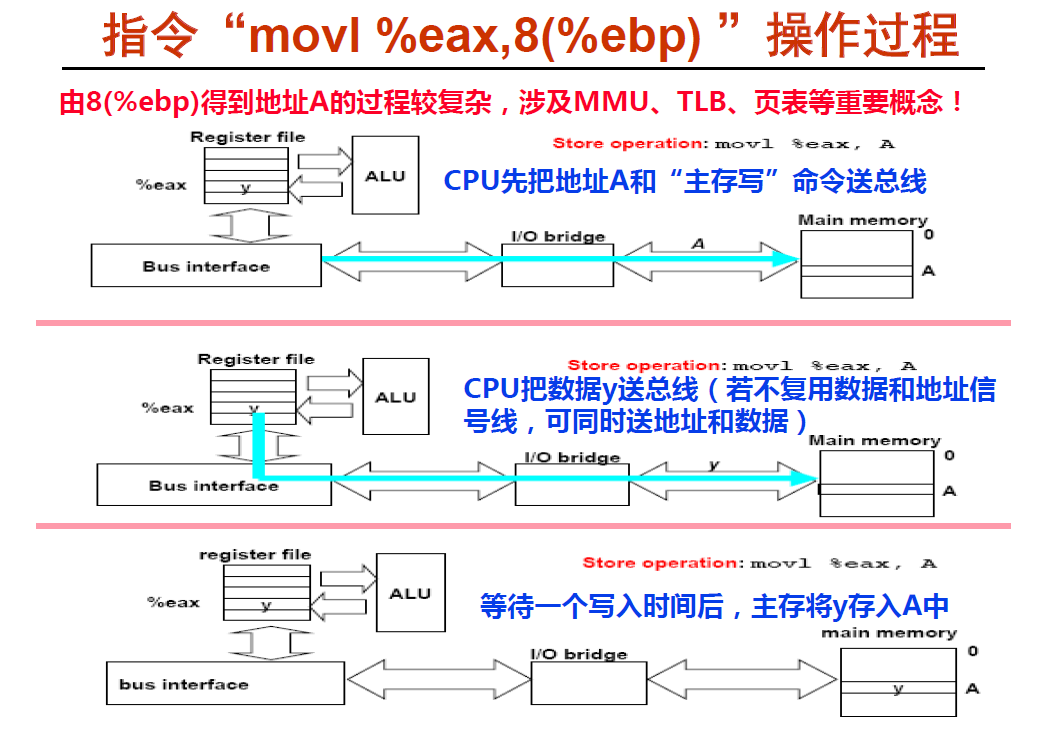 指令“movl %eax,8(%ebp) ”操作过程
由8(%ebp)得到地址A的过程较复杂，涉及MMU、TLB、页表等重要概念！
Register file
Store operation: movl %eax, A
%eax
y
ALU
CPU先把地址A和“主存写”命令送总线
Main memory
I/O bridge
A
0
Bus interface
A
Register file
Store operation: movl %eax, A
%eax
y
ALU
CPU把数据y送总线（若不复用数据和地址信
号线，可同时送地址和数据）
Main memory
I/O bridge
y
0
Bus interface
A
register file
Store operation: movl %eax, A
%eax
y
ALU
等待一个写入时间后，主存将y存入A中
main memory
I/O bridge
0
bus interface
y
A